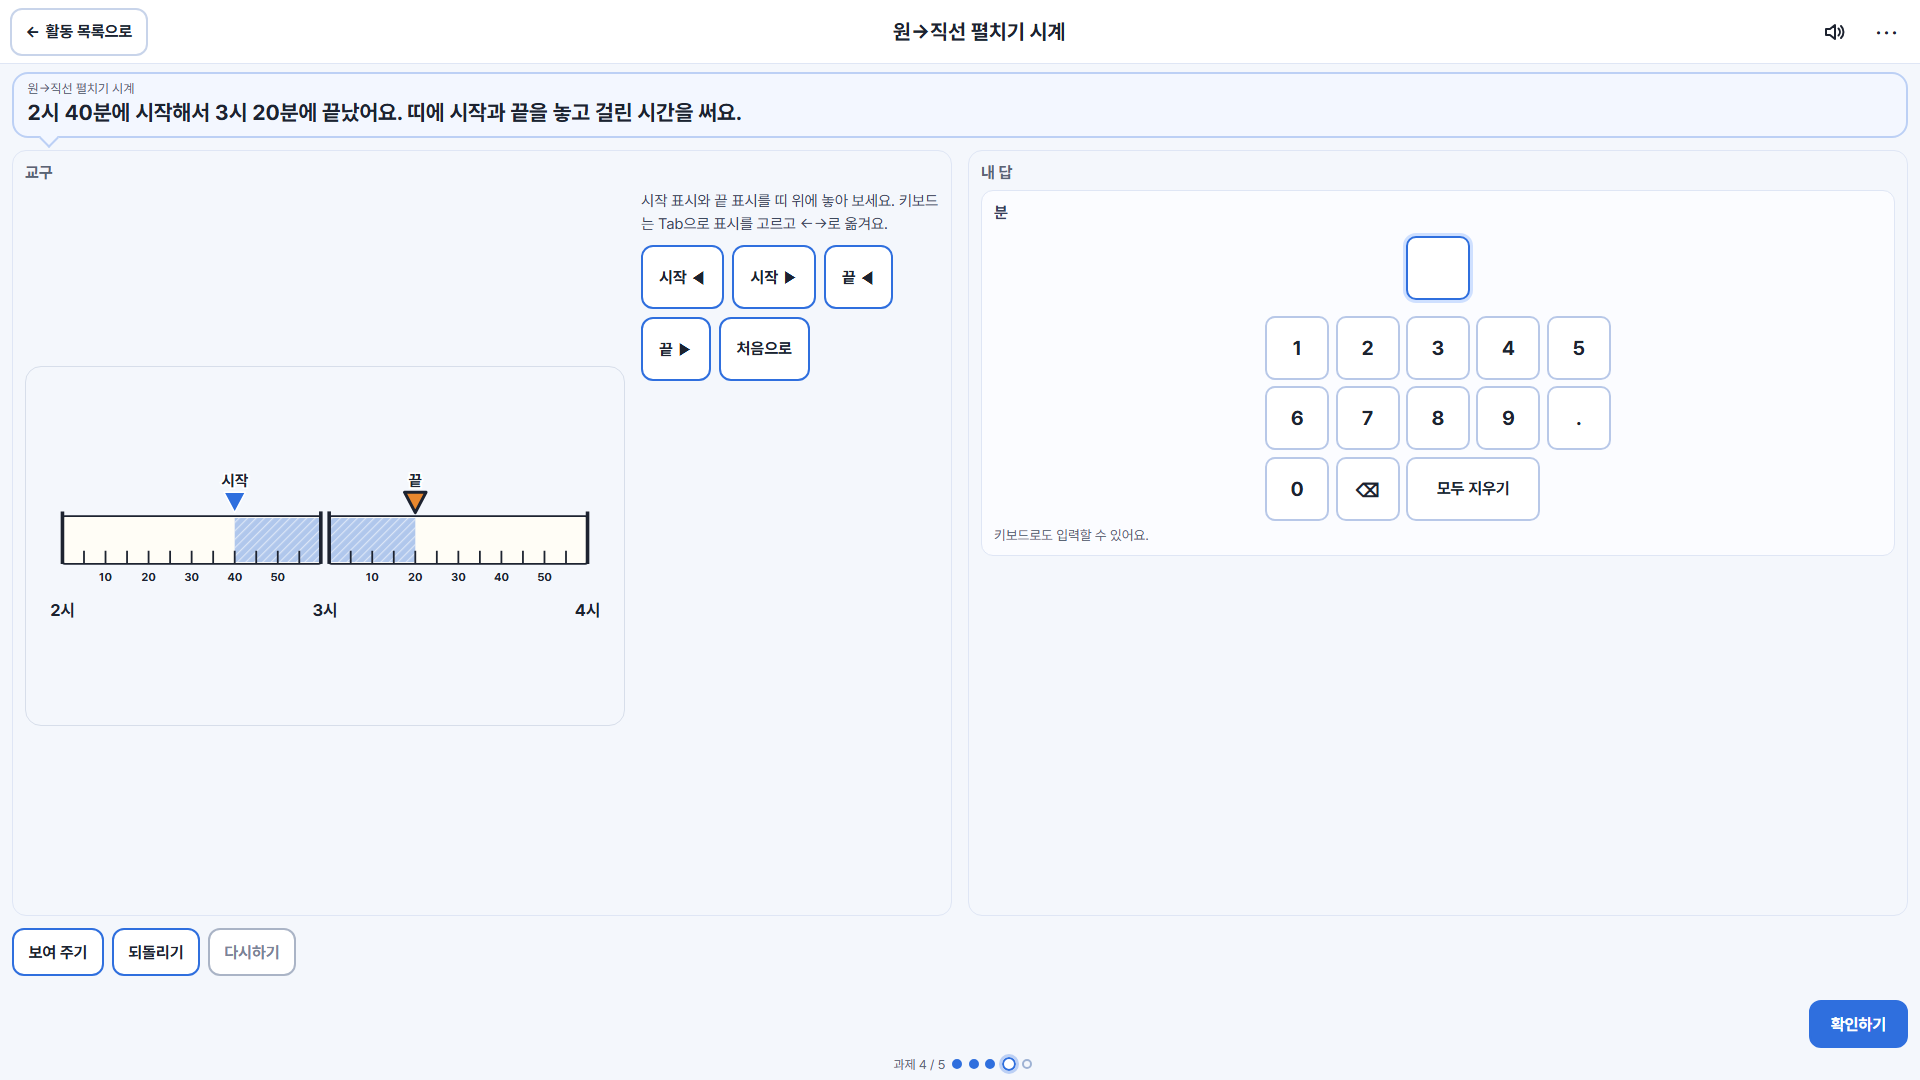 ← 활동 목록으로
원→직선 펼치기 시계
원→직선 펼치기 시계
2시 40분에 시작해서 3시 20분에 끝났어요. 띠에 시작과 끝을 놓고 걸린 시간을 써요.
교구
시작 표시와 끝 표시를 띠 위에 놓아 보세요. 키보드
는 Tab으로 표시를 고르고 ←→로 옮겨요.
시작 ◀
시작 ▶
끝 ◀
끝 ▶
처음으로
시작
끝
10 20 30 40 50 10 20 30 40 50
2시 3시 4시
내 답
분
1 2 3 4 5
6 7 8 9 .
0 ⌫ 모두 지우기
키보드로도 입력할 수 있어요.
보여 주기
되돌리기
다시하기
확인하기
과제 4 / 5